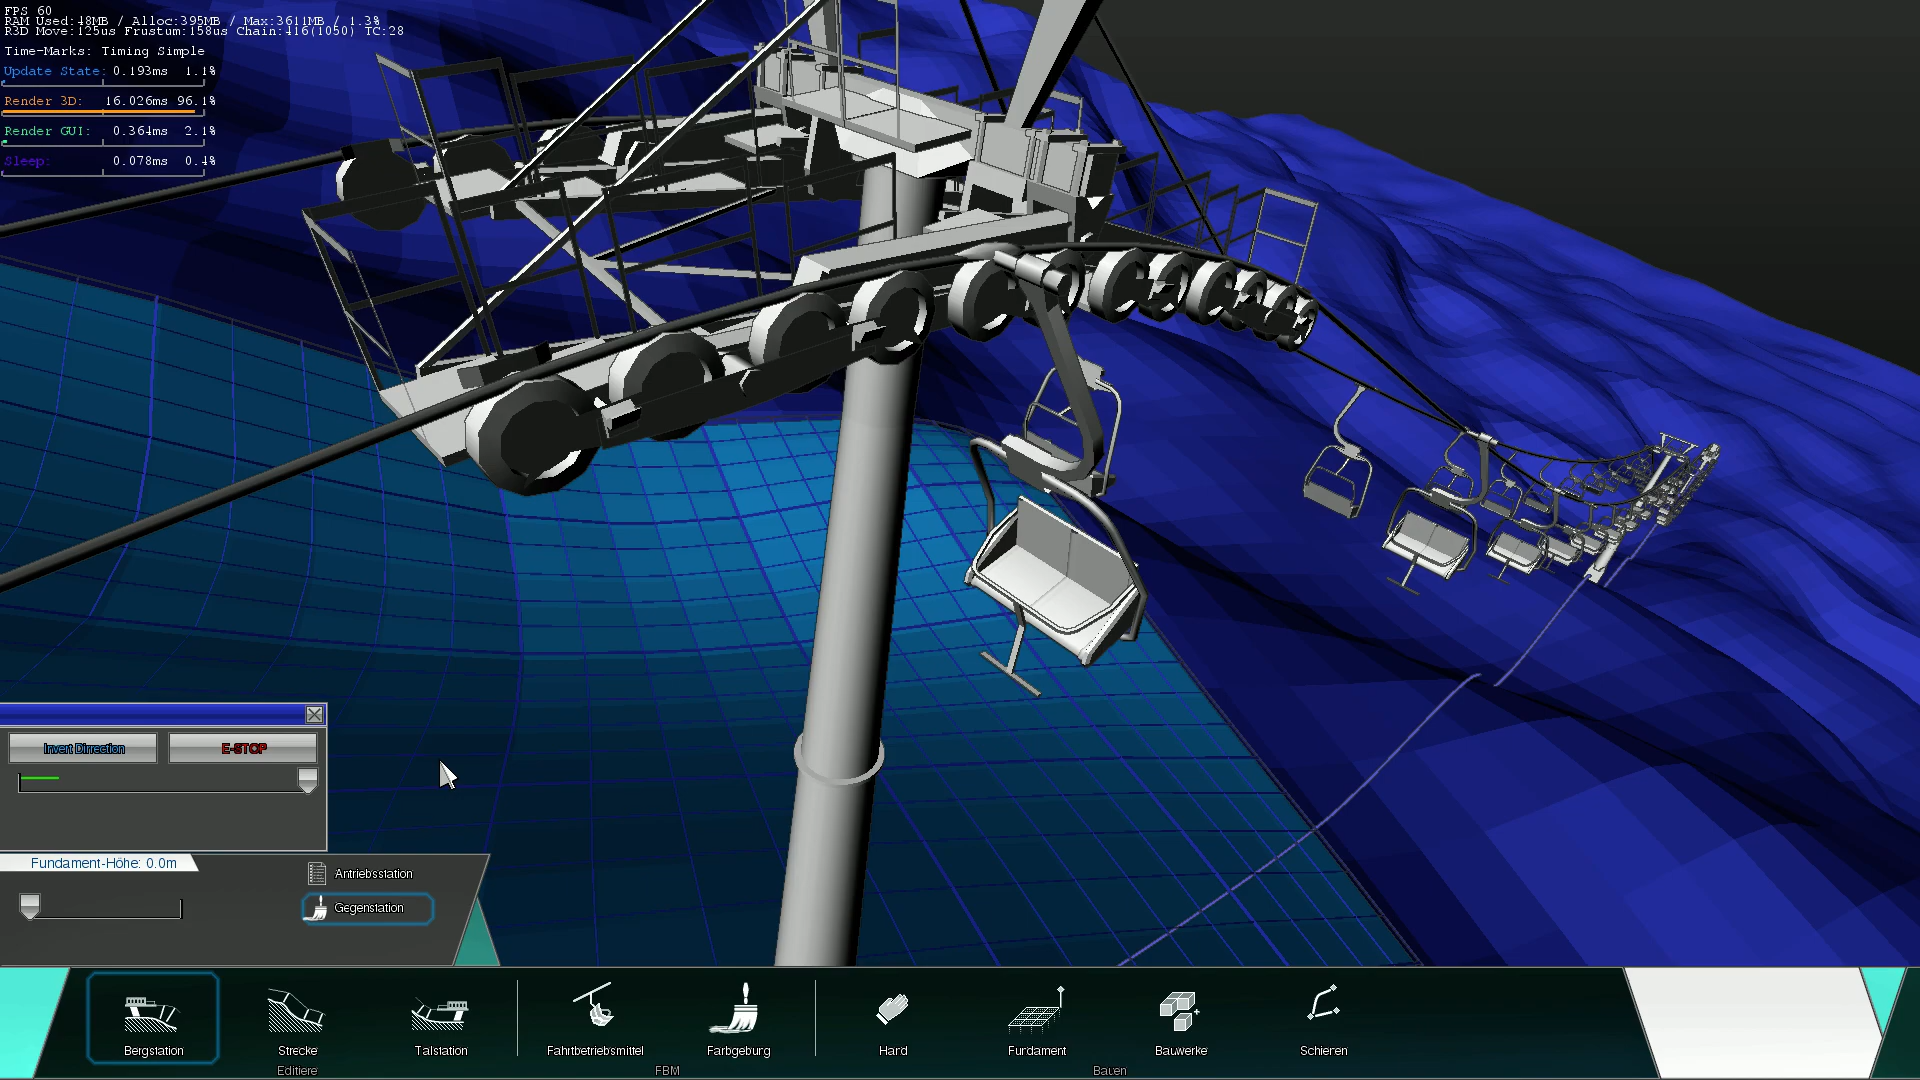 FPS 60
RAM Used:48MB / Alloc:395MB / Max:3611MB / 1.3%
R3D Move:125us Frustum:158us Chain:416(1050) TC:28
Time-Marks: Timing Simple
Update State: 0.193ms 1.1%
Render 3D: 16.026ms 96.1%
Render GUI: 0.364ms 2.1%
Sleep: 0.078ms 0.4%
Invert Dirrection
E-STOP
Fundament-Höhe: 0.0m
Antriebsstation
Gegenstation
Bergstation
Strecke
Talstation
Fahrtbetriebsmittel
Farbgebung
Hand
Fundament
Bauwerke
Schienen
Editiere
FBM
Bauen